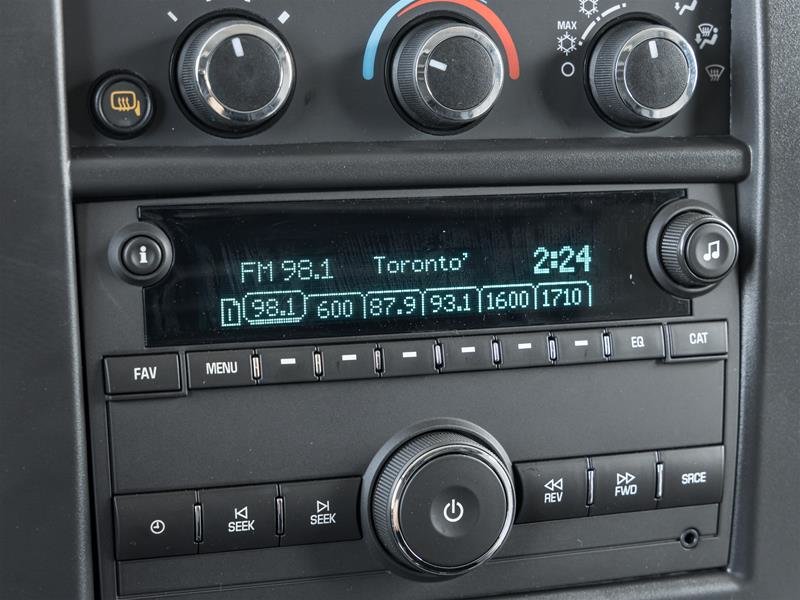 MAX
FM 98.1 Toronto’ 2:24
1 98.1 600 87.9 93.1 1600 1710
FAV MENU EQ CAT
SEEK SEEK REV FWD SRCE